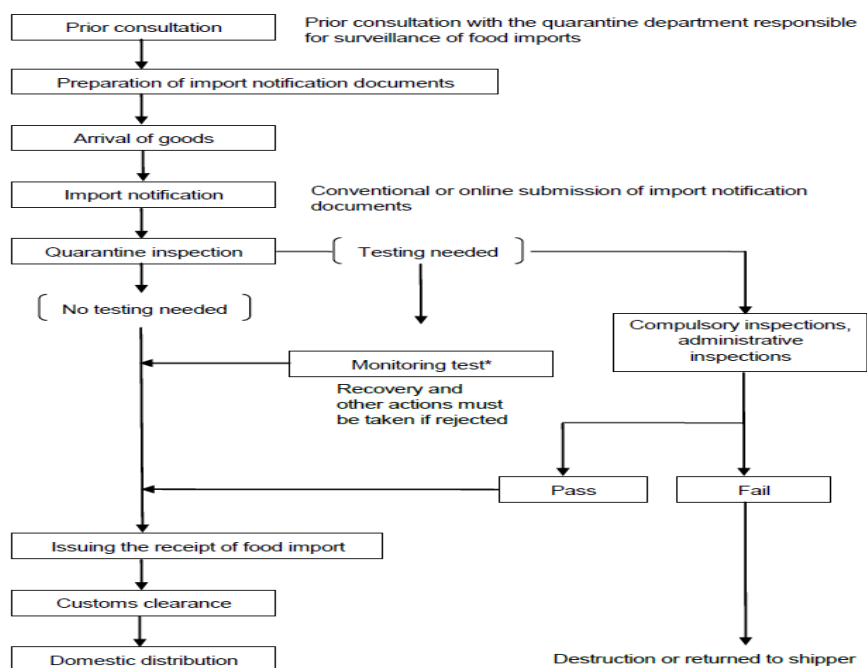 Prior consultation
Prior consultation with the quarantine department responsible
for surveillance of food imports
Preparation of import notification documents
Arrival of goods
Import notification
Conventional or online submission of import notification
documents
Quarantine inspection
Testing needed
No testing needed
Compulsory inspections,
administrative
inspections
Monitoring test*
Recovery and
other actions must
be taken if rejected
Pass
Fail
Issuing the receipt of food import
Customs clearance
Domestic distribution
Destruction or returned to shipper